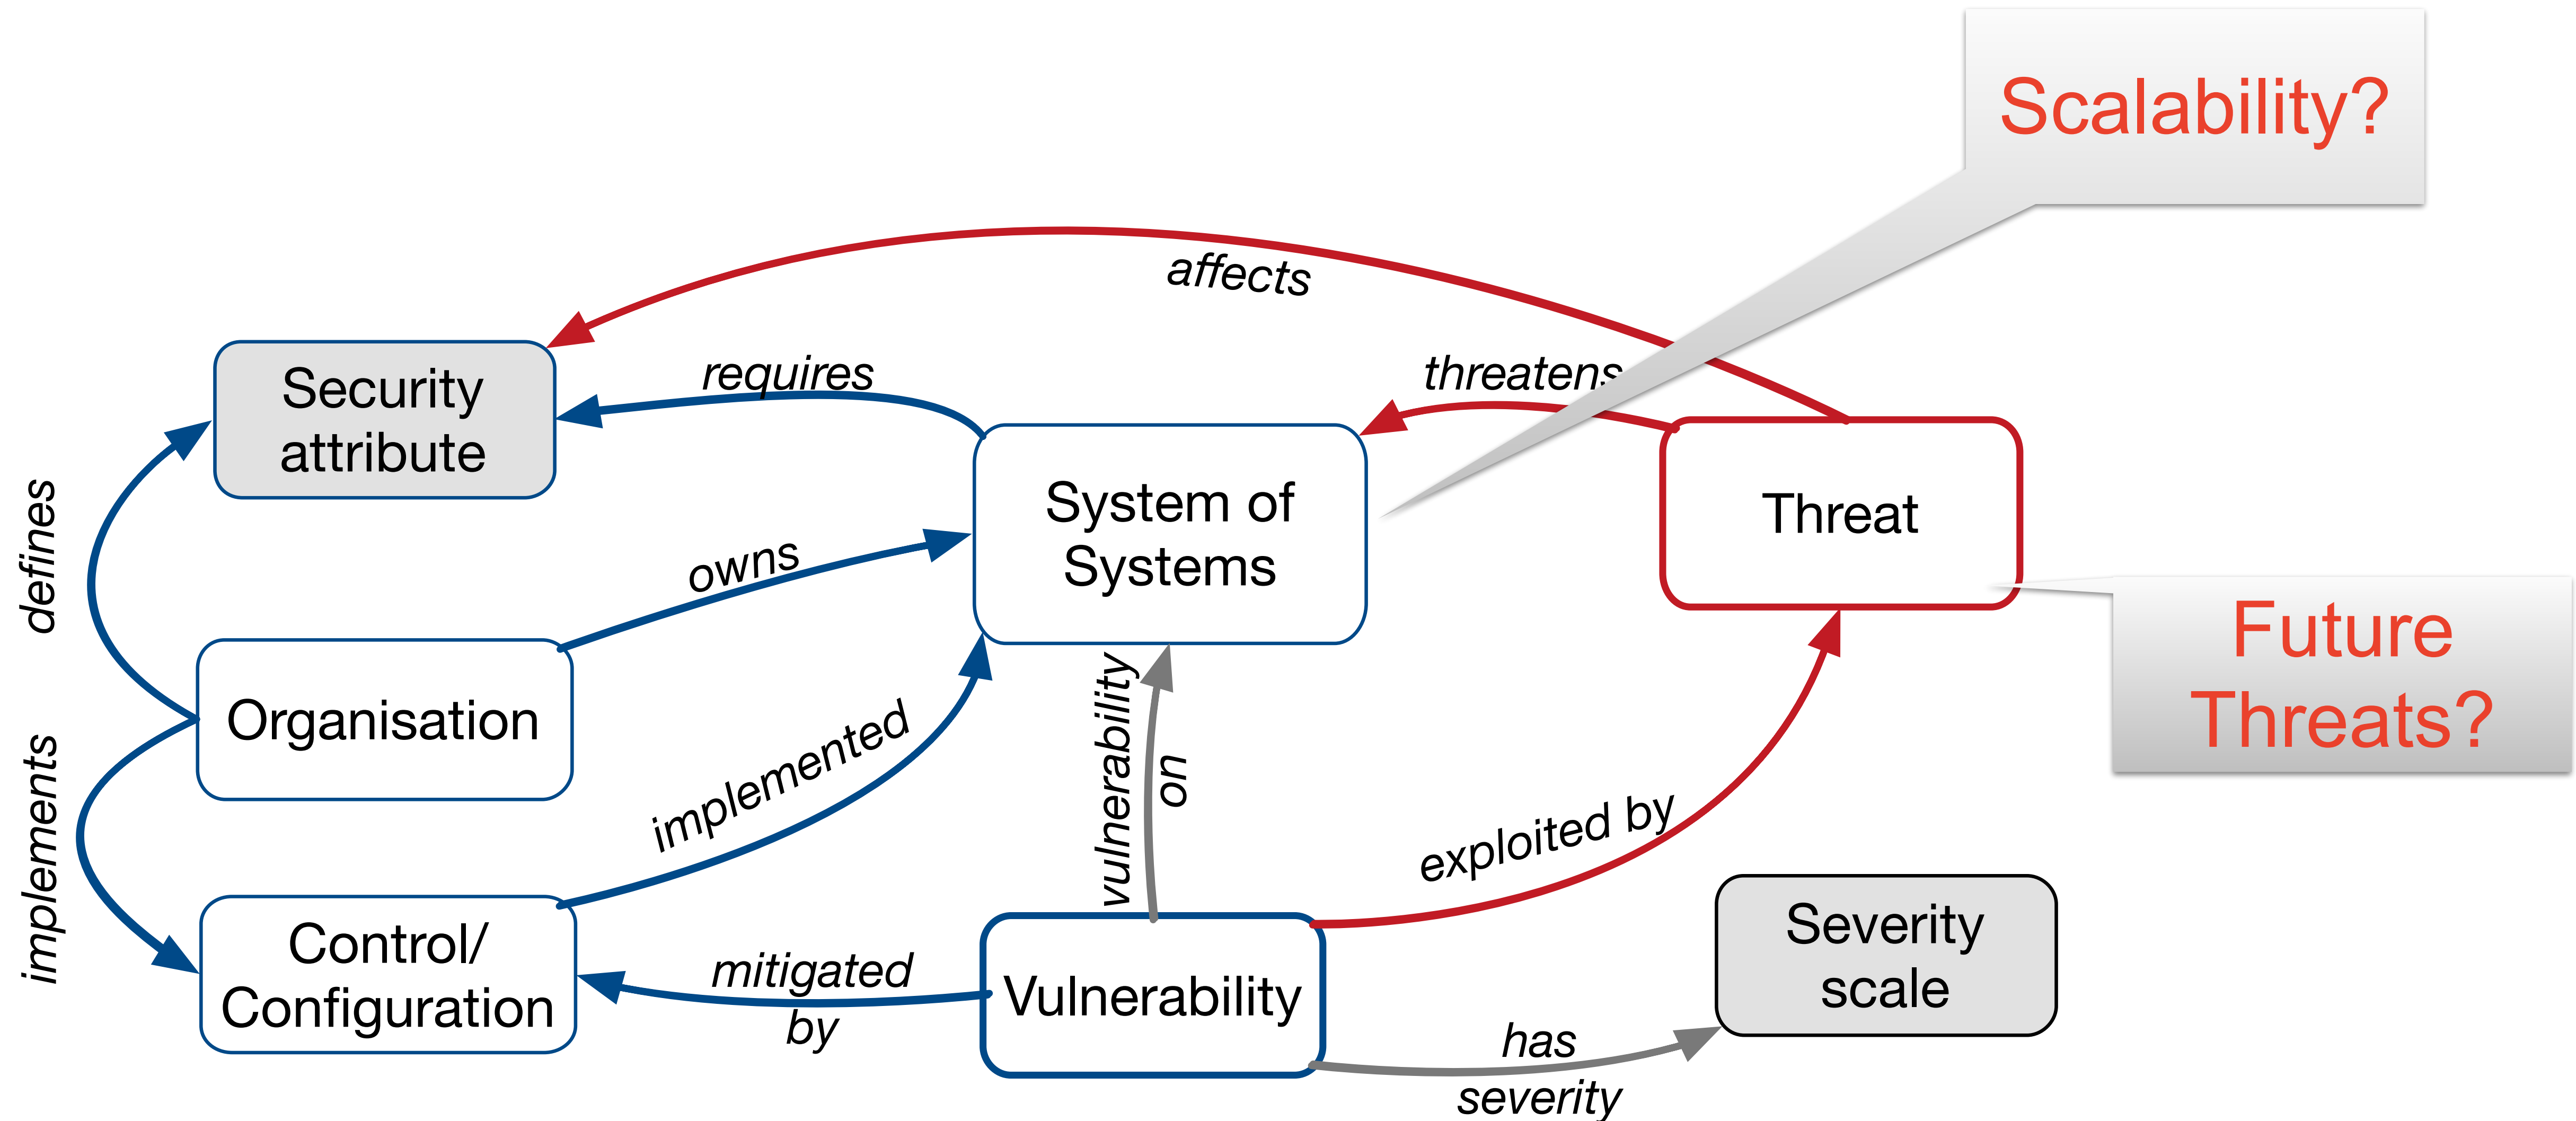 Scalability?
affects
requires
threatens
Security
attribute
System of
Systems
Threat
defines
owns
Future
Threats?
Organisation
implemented
vulnerability
on
implements
exploited by
Control/
Configuration
mitigated
by
Vulnerability
Severity
scale
has
severity